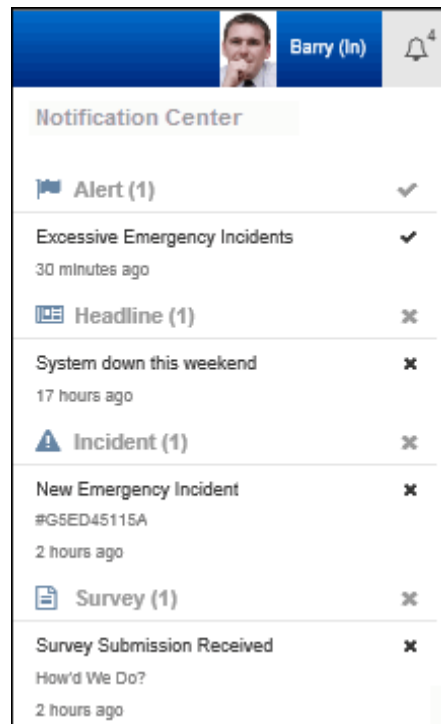 Barry (In)
4
Notification Center
Alert (1)
Excessive Emergency Incidents
30 minutes ago
Headline (1)
System down this weekend
17 hours ago
Incident (1)
New Emergency Incident
#G5ED45115A
2 hours ago
Survey (1)
Survey Submission Received
How'd We Do?
2 hours ago